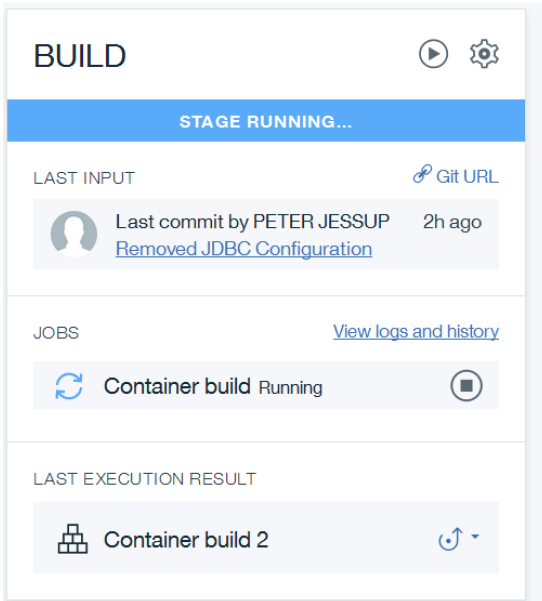 BUILD
STAGE RUNNING...
LAST INPUT Git URL
Last commit by PETER JESSUP 2h ago
Removed JDBC Configuration
JOBS View logs and history
Container build Running
LAST EXECUTION RESULT
Container build 2